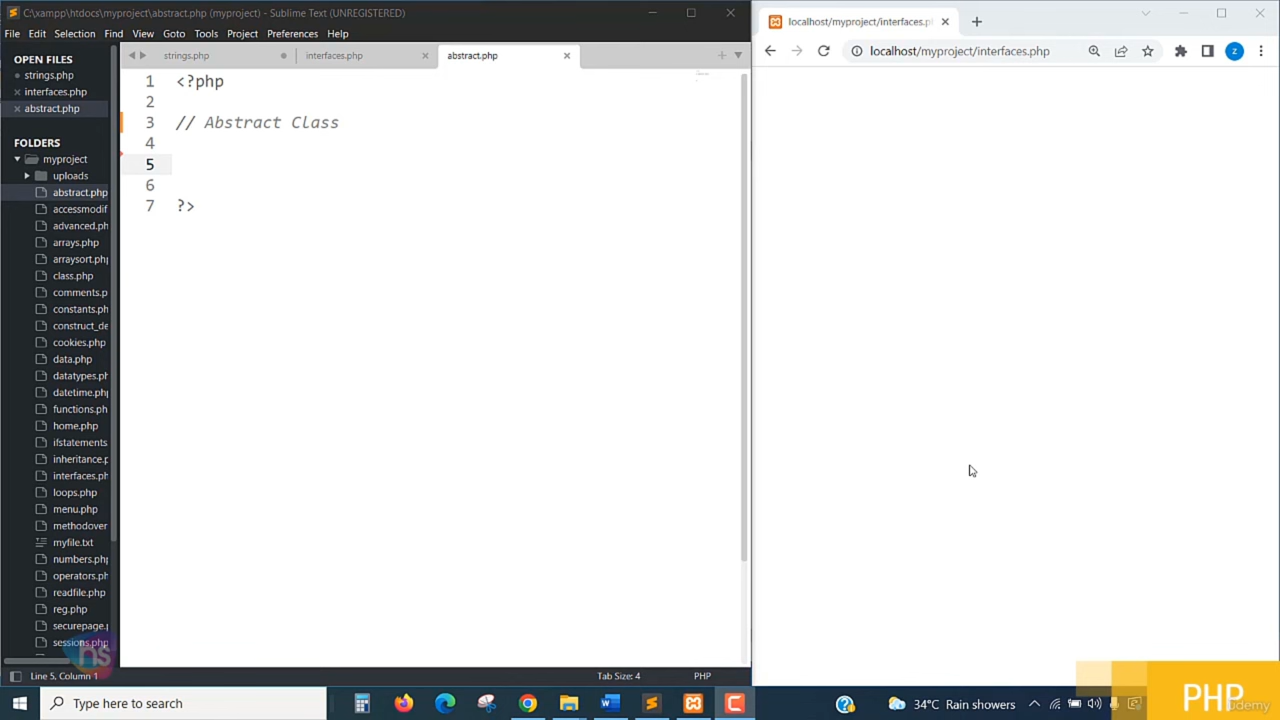 C:\xampp\htdocs\myproject\abstract.php (myproject) - Sublime Text (UNREGISTERED)
File Edit Selection Find View Goto Tools Project Preferences Help
OPEN FILES
strings.php
interfaces.php
abstract.php
FOLDERS
myproject
uploads
abstract.php
accessmodif
advanced.ph
arrays.php
arraysort.php
class.php
comments.p
constants.ph
construct_de
cookies.php
data.php
datatypes.ph
datetime.php
functions.ph
home.php
ifstatements
inheritance.p
interfaces.ph
loops.php
menu.php
methodover
myfile.txt
numbers.php
operators.ph
readfile.php
reg.php
securepage.p
sessions.php
strings.php interfaces.php abstract.php
1 <?php
2
3 // Abstract Class
4
5
6
7 ?>
Line 5, Column 1 Tab Size: 4 PHP
localhost/myproject/interfaces.p
localhost/myproject/interfaces.php
Z
ns
Type here to search
34°C Rain showers
PHP
udemy